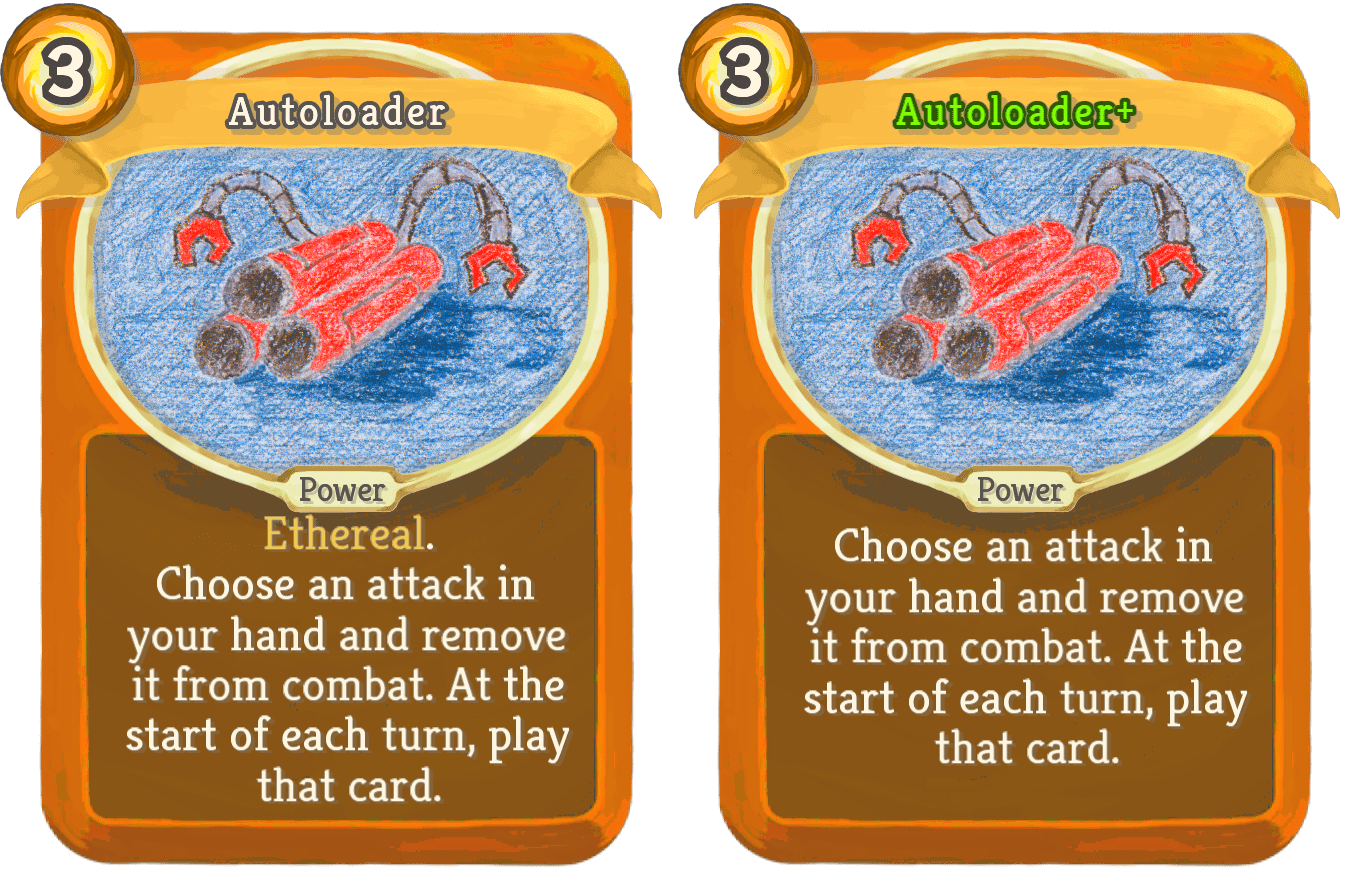 3
Autoloader
Power
Ethereal.
Choose an attack in
your hand and remove
it from combat. At the
start of each turn, play
that card.
3
Autoloader+
Power
Choose an attack in
your hand and remove
it from combat. At the
start of each turn, play
that card.